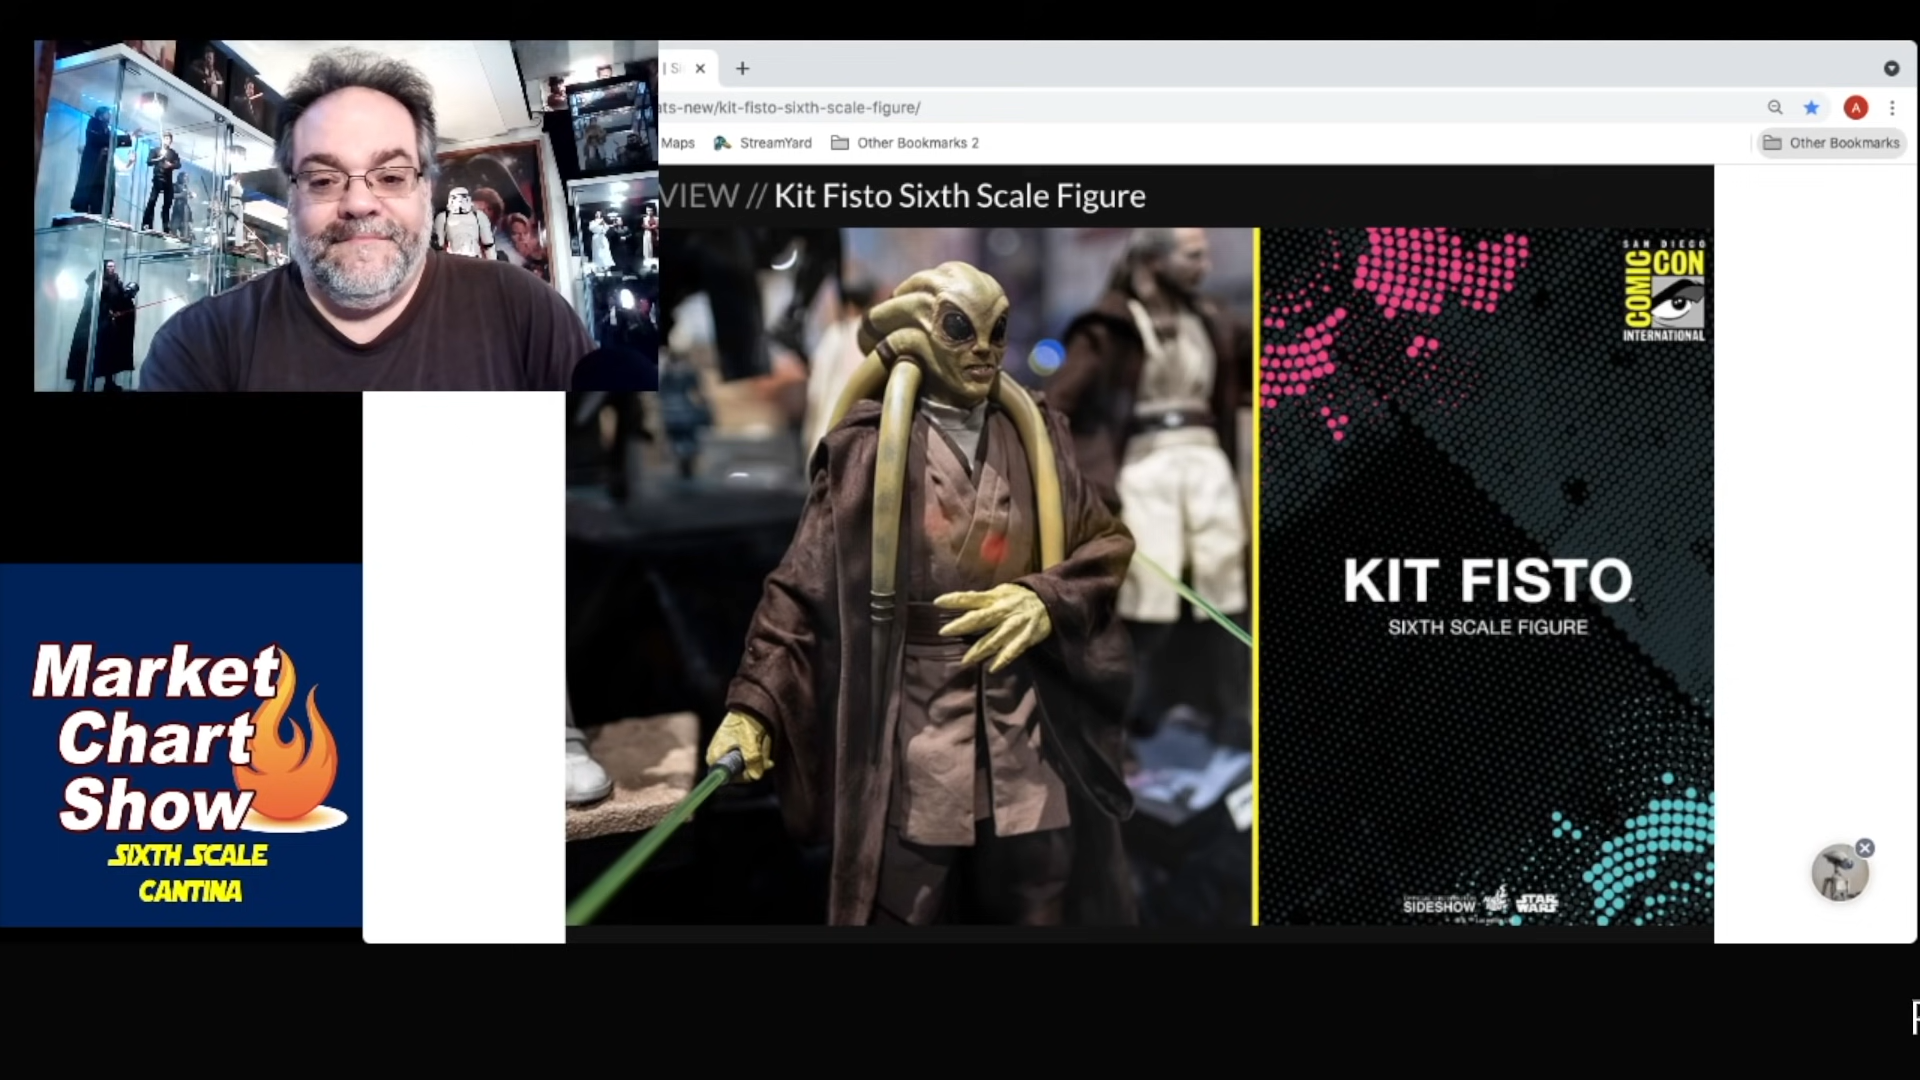 | S
ats-new/kit-fisto-sixth-scale-figure/
A
Maps
StreamYard
Other Bookmarks 2
Other Bookmarks
VIEW // Kit Fisto Sixth Scale Figure
SAN DIEGO
COMIC CON
INTERNATIONAL
KIT FISTO
SIXTH SCALE FIGURE
SIDESHOW
STAR WARS
Market
Chart
Show
SIXTH SCALE
CANTINA